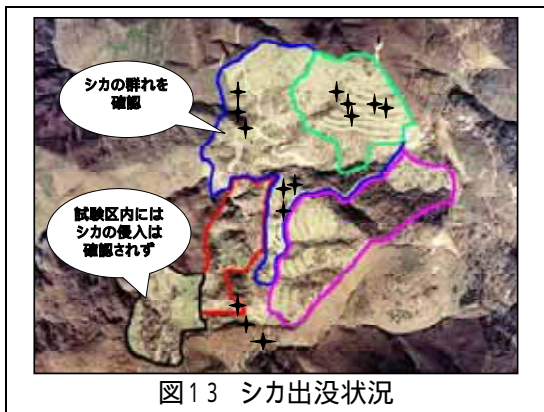 シカの群れを
確認
試験区内には
シカの侵入は
確認されず
図13 シカ出没状況